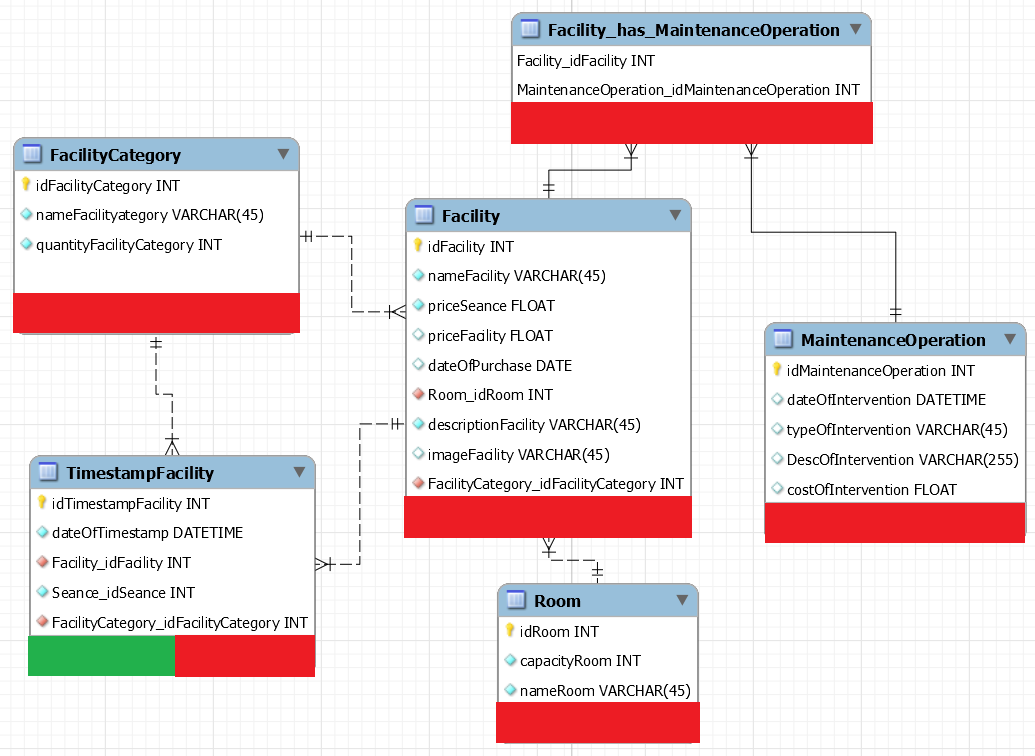 Facility_has_MaintenanceOperation
Facility_idFacility INT
MaintenanceOperation_idMaintenanceOperation INT
FacilityCategory
idFacilityCategory INT
nameFacilityategory VARCHAR(45)
quantityFacilityCategory INT
Facility
idFacility INT
nameFacility VARCHAR(45)
priceSeance FLOAT
priceFacility FLOAT
dateOfPurchase DATE
Room_idRoom INT
descriptionFacility VARCHAR(45)
imageFacility VARCHAR(45)
FacilityCategory_idFacilityCategory INT
MaintenanceOperation
idMaintenanceOperation INT
dateOfIntervention DATETIME
typeOfIntervention VARCHAR(45)
DescOfIntervention VARCHAR(255)
costOfIntervention FLOAT
TimestampFacility
idTimestampFacility INT
dateOfTimestamp DATETIME
Facility_idFacility INT
Seance_idSeance INT
FacilityCategory_idFacilityCategory INT
Room
idRoom INT
capacityRoom INT
nameRoom VARCHAR(45)